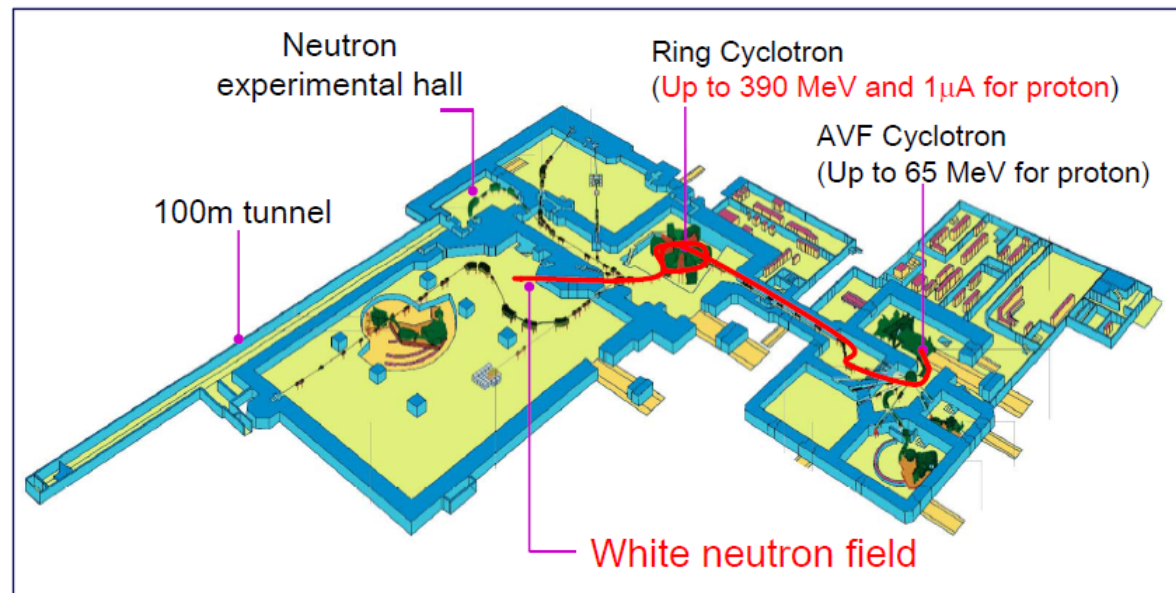 Neutron
experimental hall
Ring Cyclotron
(Up to 390 MeV and 1μA for proton)
AVF Cyclotron
(Up to 65 MeV for proton)
100m tunnel
White neutron field